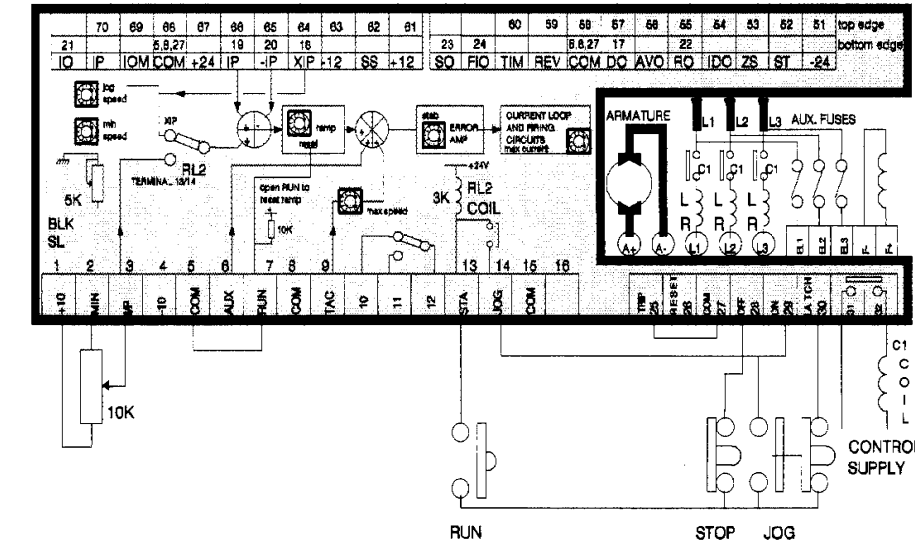 70 69 68 67 66 65 64 63 62 61 60 59 58 57 56 55 54 53 52 51 top edge
21 5,8,27 19 20 18 23 24 6,8,27 17 22 bottom edge
IO IP IOM COM +24 IP -IP XIP -12 SS +12 SO FIO TIM REV COM DO AVO RO IDO ZS ST -24
jog
speed
min
speed
XIP
RL2
TERMINAL 13/14
5K
BLK
SL
ramp
reset
open RUN to
reset ramp
10K
max speed
stab
ERROR
AMP
CURRENT LOOP
AND FIRING
CIRCUITS
max current
+24V
3K
RL2
COIL
ARMATURE
L1 L2 L3 AUX. FUSES
C1 C1 C1
L L L
R R R
A+ A- L1 L2 L3 EL1 EL2 EL3 F- F+
1 2 3 4 5 6 7 8 9 13 14 15 16
+10 MIN IP -10 COM AUX RUN COM TAC 10 11 12 STA JOG COM
TRIP 25 RESET 26 COM 27 OFF 28 ON 29 LATCH 30
10K
C1
C
O
I
L
CONTROL
SUPPLY
RUN STOP JOG